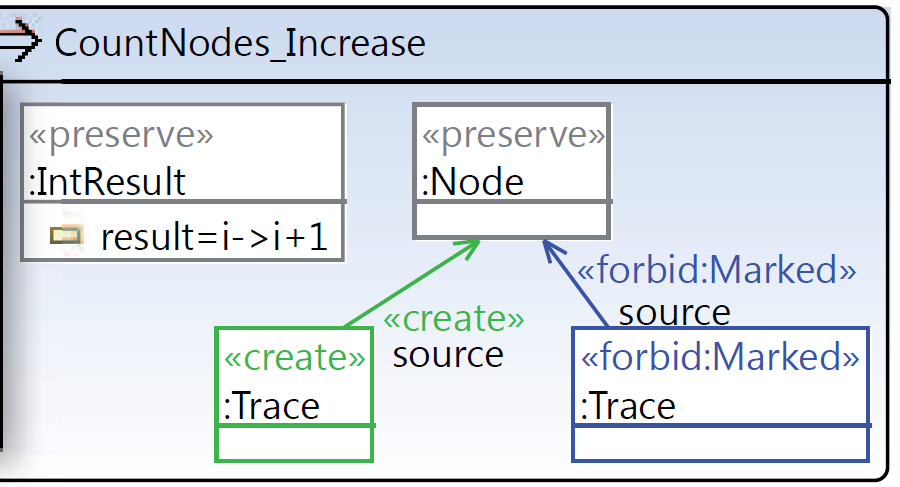 CountNodes_Increase
«preserve»
:IntResult
result=i->i+1
«preserve»
:Node
«create»
source
«forbid:Marked»
source
«create»
:Trace
«forbid:Marked»
:Trace